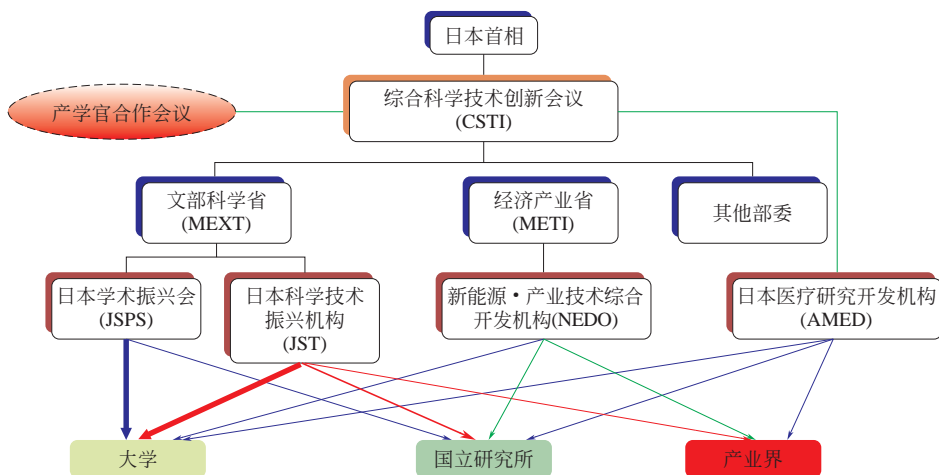 日本首相
产学官合作会议
综合科学技术创新会议
(CSTI)
文部科学省
(MEXT)
经济产业省
(METI)
其他部委
日本学术振兴会
(JSPS)
日本科学技术
振兴机构
(JST)
新能源·产业技术综合
开发机构(NEDO)
日本医疗研究开发机构
(AMED)
大学
国立研究所
产业界